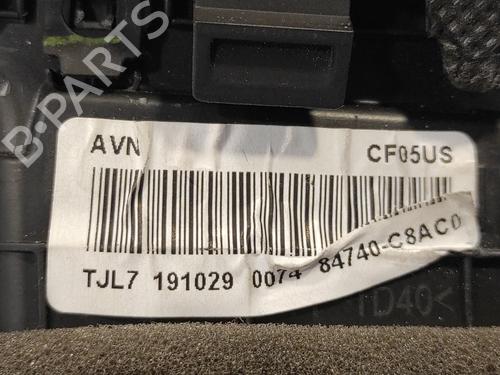 B-PARTS
AVN CF05US
TJL7 191029 0074 84740-C8AC0
TD40<